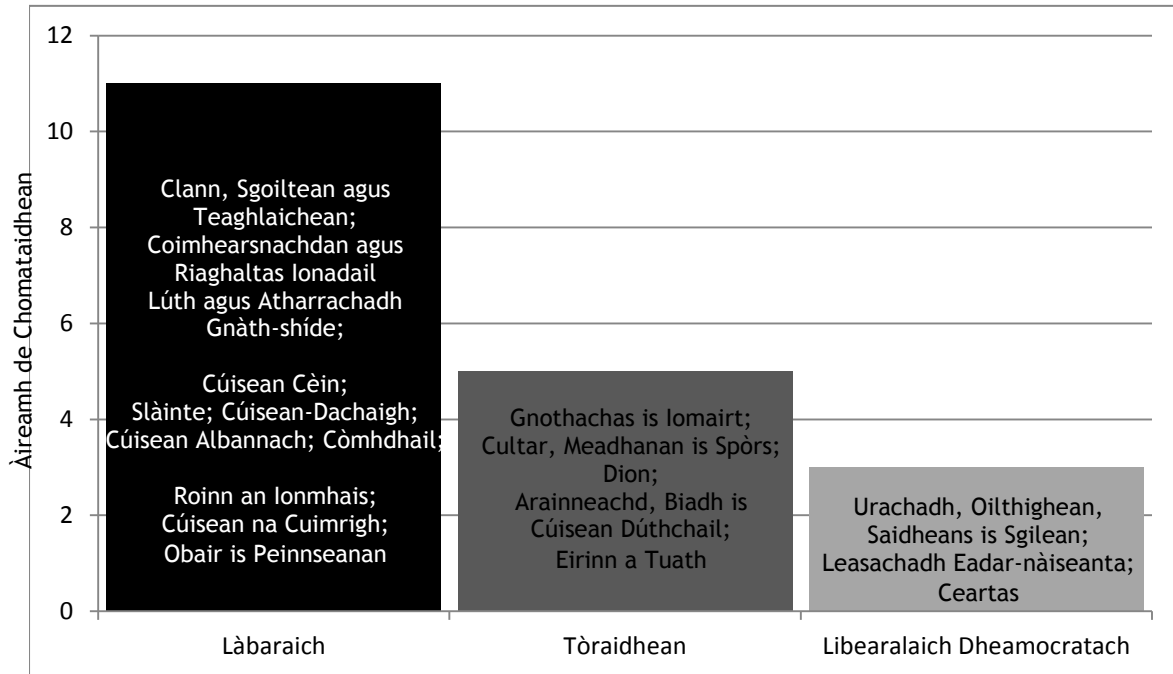 Àireamh de Chomataidhean
12
10
8
6
4
2
0
Clann, Sgoiltean agus
Teaghlaichean;
Coimhearsnachdan agus
Riaghaltas Ionadail
Lúth agus Atharrachadh
Gnàth-shíde;
Cúisean Cèin;
Slàinte; Cúisean-Dachaigh;
Cúisean Albannach; Còmhdhail;
Roinn an Ionmhais;
Cúisean na Cuimrigh;
Obair is Peinnseanan
Gnothachas is Iomairt;
Cultar, Meadhanan is Spòrs;
Dion;
Arainneachd, Biadh is
Cúisean Dúthchail;
Eirinn a Tuath
Urachadh, Oilthighean,
Saidheans is Sgilean;
Leasachadh Eadar-nàiseanta;
Ceartas
Làbaraich
Tòraidhean
Libearalaich Dheamocratach